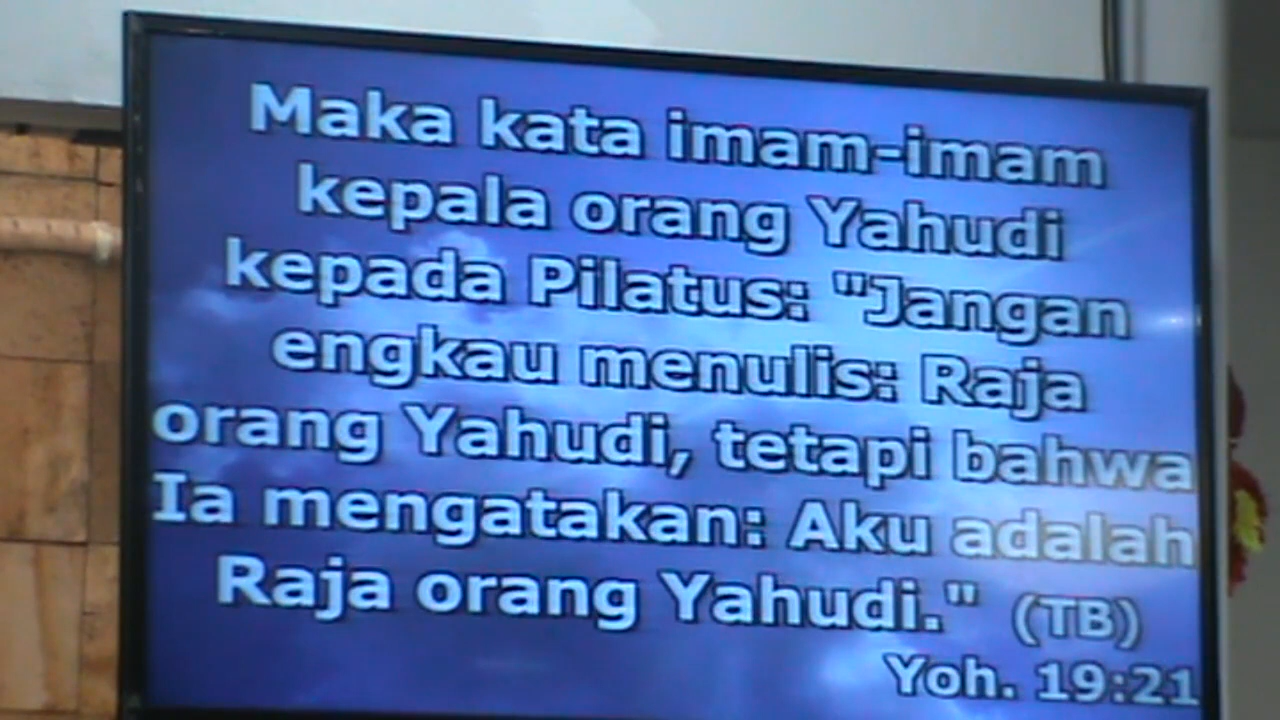 Maka kata imam-imam
kepala orang Yahudi
kepada Pilatus: "Jangan
engkau menulis: Raja
orang Yahudi, tetapi bahwa
Ia mengatakan: Aku adalah
Raja orang Yahudi." (TB)
Yoh. 19:21